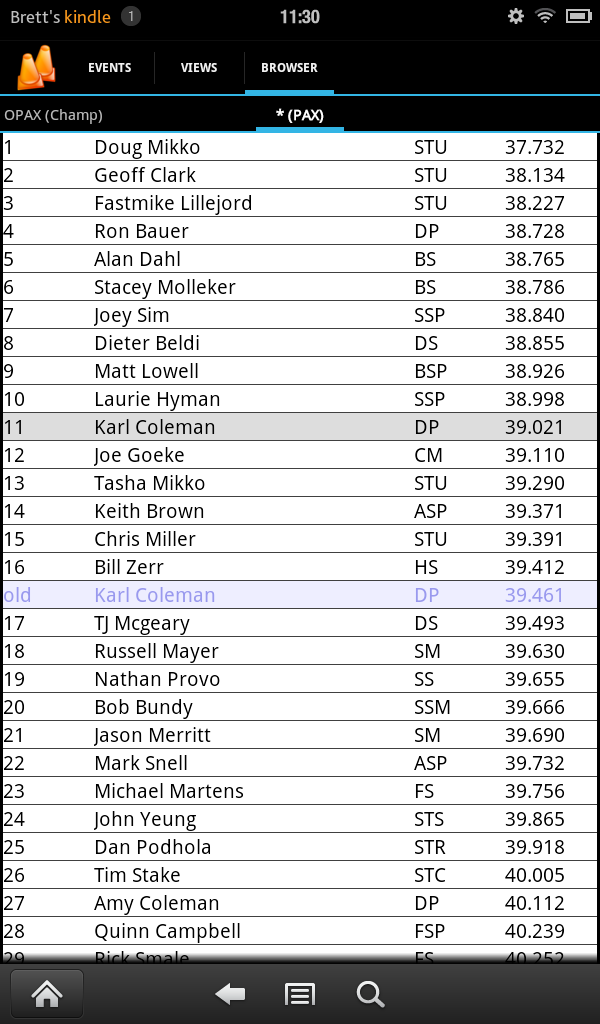 Brett's kindle 1 11:30
EVENTS VIEWS BROWSER
OPAX (Champ) * (PAX)
1 Doug Mikko STU 37.732
2 Geoff Clark STU 38.134
3 Fastmike Lillejord STU 38.227
4 Ron Bauer DP 38.728
5 Alan Dahl BS 38.765
6 Stacey Molleker BS 38.786
7 Joey Sim SSP 38.840
8 Dieter Beldi DS 38.855
9 Matt Lowell BSP 38.926
10 Laurie Hyman SSP 38.998
11 Karl Coleman DP 39.021
12 Joe Goeke CM 39.110
13 Tasha Mikko STU 39.290
14 Keith Brown ASP 39.371
15 Chris Miller STU 39.391
16 Bill Zerr HS 39.412
old Karl Coleman DP 39.461
17 TJ Mcgeary DS 39.493
18 Russell Mayer SM 39.630
19 Nathan Provo SS 39.655
20 Bob Bundy SSM 39.666
21 Jason Merritt SM 39.690
22 Mark Snell ASP 39.732
23 Michael Martens FS 39.756
24 John Yeung STS 39.865
25 Dan Podhola STR 39.918
26 Tim Stake STC 40.005
27 Amy Coleman DP 40.112
28 Quinn Campbell FSP 40.239
29 Rick Smale FS 40.252